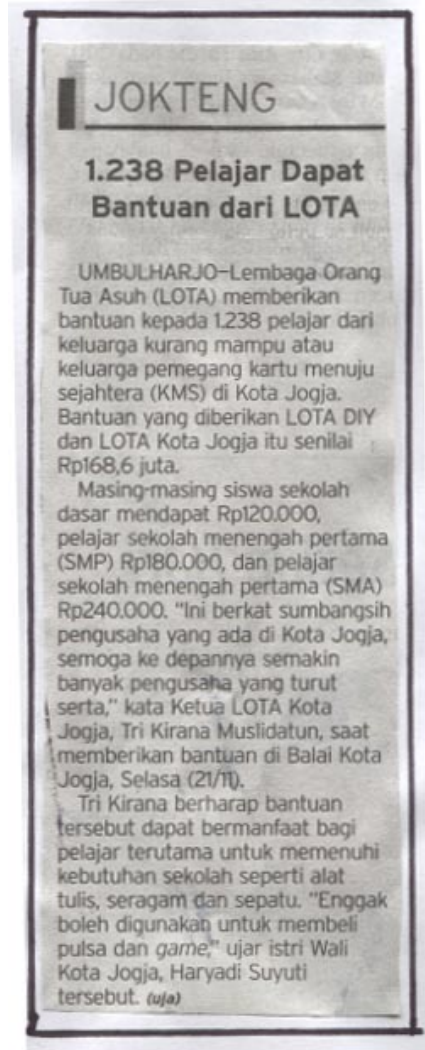 JOKTENG
1.238 Pelajar Dapat
Bantuan dari LOTA
UMBULHARJO—Lembaga Orang
Tua Asuh (LOTA) memberikan
bantuan kepada 1.238 pelajar dari
keluarga kurang mampu atau
keluarga pemegang kartu menuju
sejahtera (KMS) di Kota Jogja.
Bantuan yang diberikan LOTA DIY
dan LOTA Kota Jogja itu senilai
Rp168,6 juta.
Masing-masing siswa sekolah
dasar mendapat Rp120.000,
pelajar sekolah menengah pertama
(SMP) Rp180.000, dan pelajar
sekolah menengah pertama (SMA)
Rp240.000. "Ini berkat sumbangsih
pengusaha yang ada di Kota Jogja,
semoga ke depannya semakin
banyak pengusaha yang turut
serta," kata Ketua LOTA Kota
Jogja, Tri Kirana Muslidatun, saat
memberikan bantuan di Balai Kota
Jogja, Selasa (21/11).
Tri Kirana berharap bantuan
tersebut dapat bermanfaat bagi
pelajar terutama untuk memenuhi
kebutuhan sekolah seperti alat
tulis, seragam dan sepatu. "Enggak
boleh digunakan untuk membeli
pulsa dan game," ujar istri Wali
Kota Jogja, Haryadi Suyuti
tersebut. (uja)